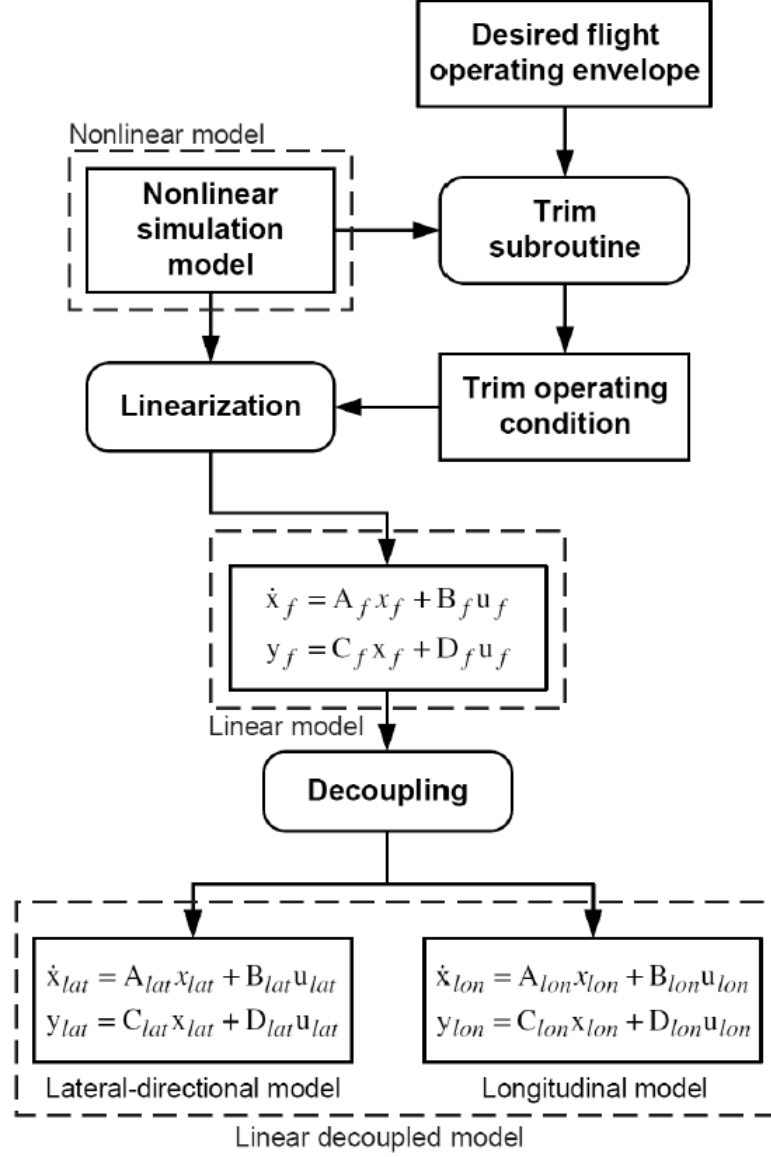 Desired flight
operating envelope
Nonlinear model
Nonlinear
simulation
model
Trim
subroutine
Linearization
Trim operating
condition
ẋ_f = A_f x_f + B_f u_f
y_f = C_f x_f + D_f u_f
Linear model
Decoupling
ẋ_lat = A_lat x_lat + B_lat u_lat
y_lat = C_lat x_lat + D_lat u_lat
Lateral-directional model
ẋ_lon = A_lon x_lon + B_lon u_lon
y_lon = C_lon x_lon + D_lon u_lon
Longitudinal model
Linear decoupled model